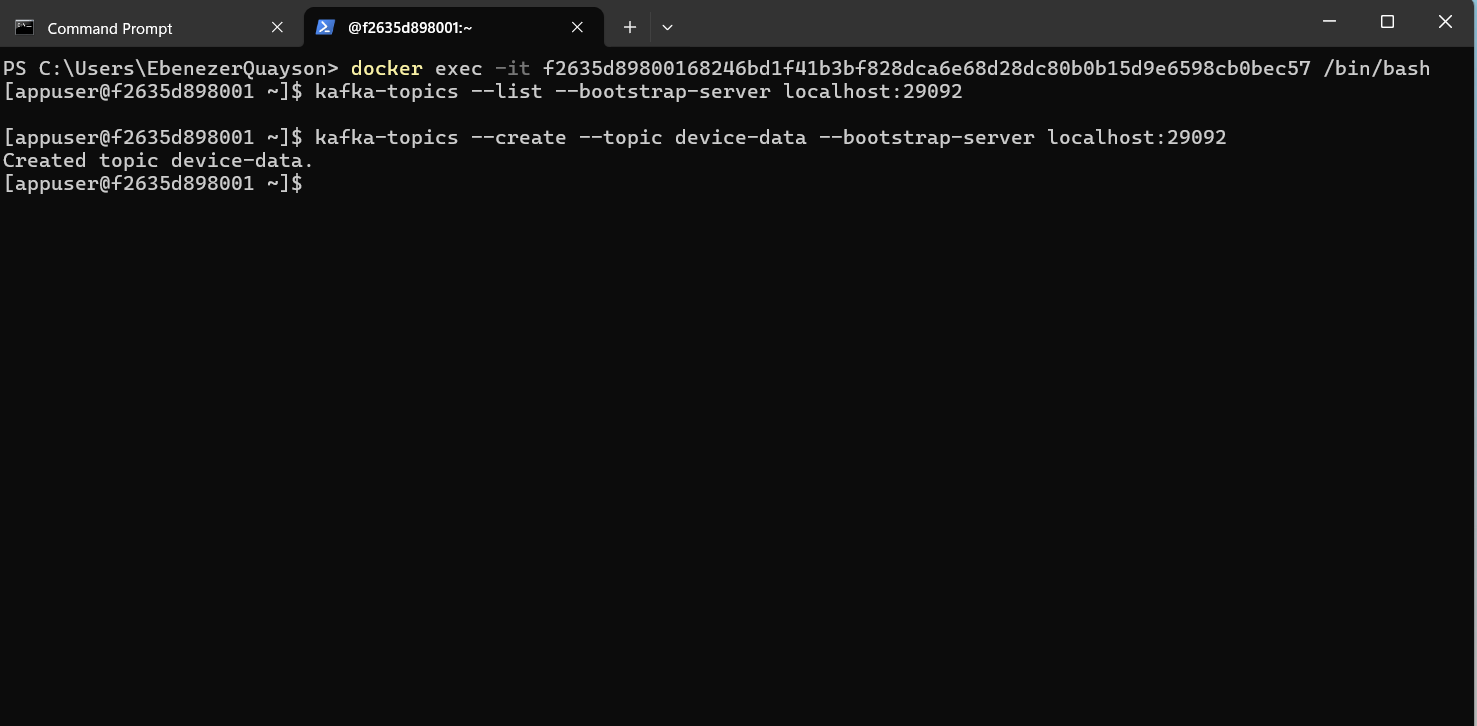 Command Prompt
@f2635d898001:~
PS C:\Users\EbenezerQuayson> docker exec -it f2635d89800168246bd1f41b3bf828dca6e68d28dc80b0b15d9e6598cb0bec57 /bin/bash
[appuser@f2635d898001 ~]$ kafka-topics --list --bootstrap-server localhost:29092
[appuser@f2635d898001 ~]$ kafka-topics --create --topic device-data --bootstrap-server localhost:29092
Created topic device-data.
[appuser@f2635d898001 ~]$